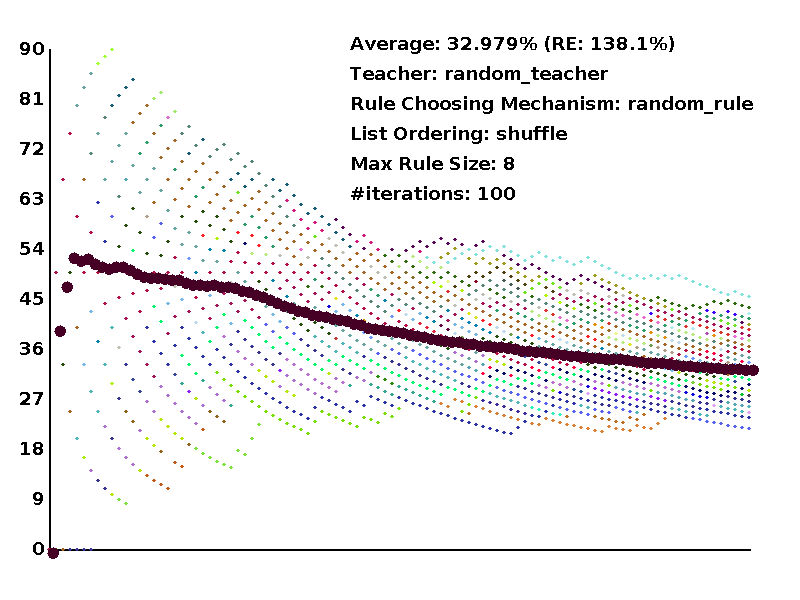 Average: 32.979% (RE: 138.1%)
Teacher: random_teacher
Rule Choosing Mechanism: random_rule
List Ordering: shuffle
Max Rule Size: 8
#iterations: 100
90
81
72
63
54
45
36
27
18
9
0